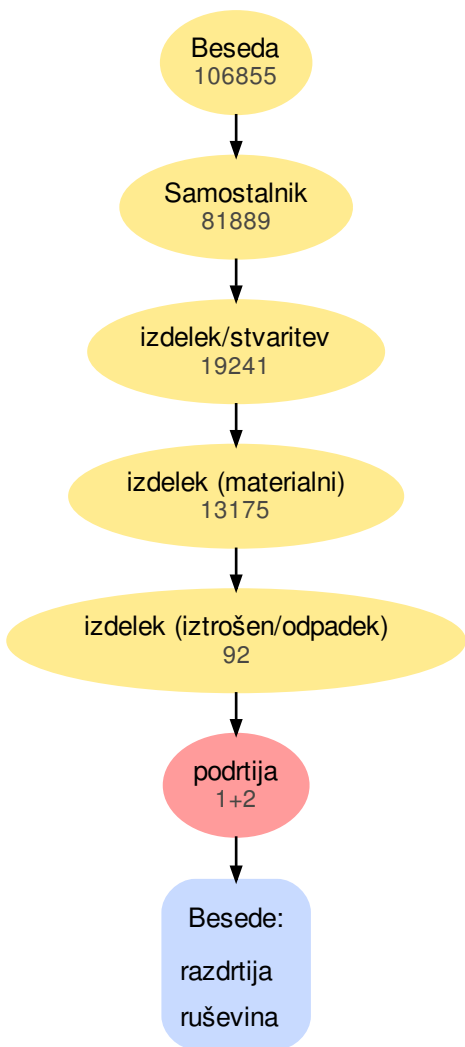 Beseda
106855
Samostalnik
81889
izdelek/stvaritev
19241
izdelek (materialni)
13175
izdelek (iztrošen/odpadek)
92
podrtija
1+2
Besede:
razdrtija
ruševina